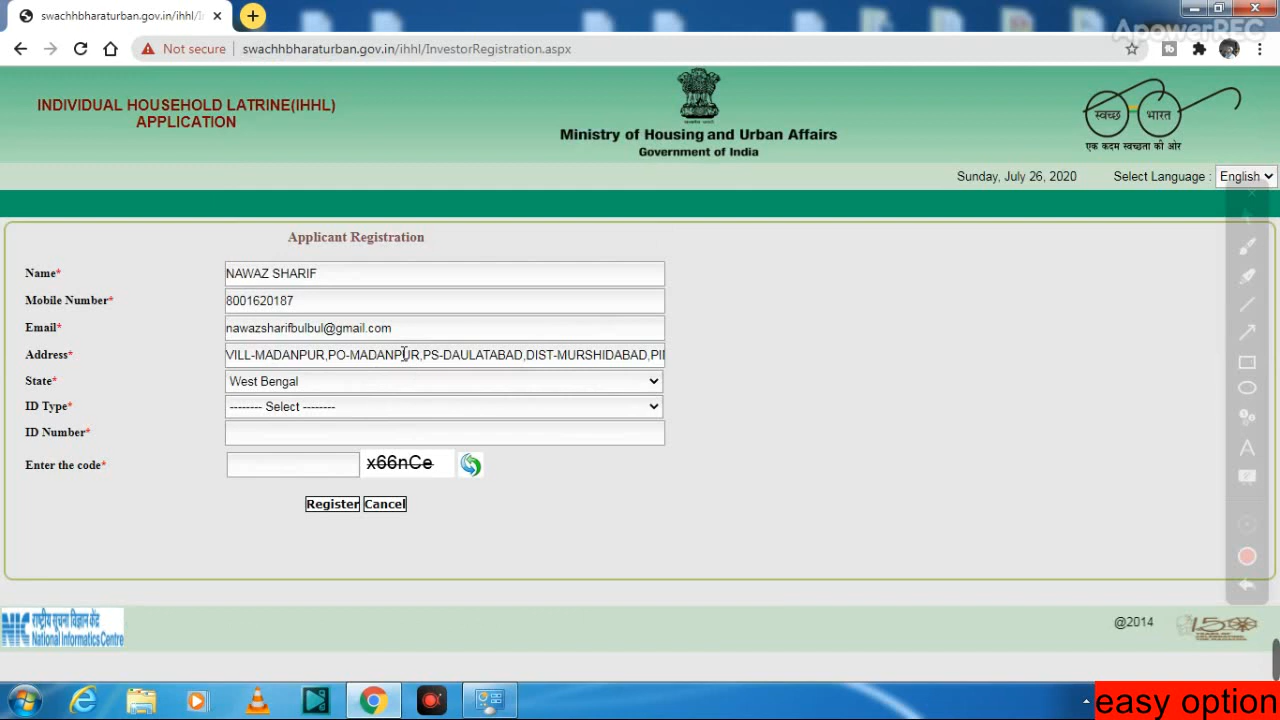 swachhbharaturban.gov.in/ihhl/I
ApowerREC
Not secure swachhbharaturban.gov.in/ihhl/InvestorRegistration.aspx
INDIVIDUAL HOUSEHOLD LATRINE(IHHL)
APPLICATION
Ministry of Housing and Urban Affairs
Government of India
स्वच्छ भारत
एक कदम स्वच्छता की ओर
Sunday, July 26, 2020 Select Language : English
Applicant Registration
Name* NAWAZ SHARIF
Mobile Number* 8001620187
Email* nawazsharifbulbul@gmail.com
Address* VILL-MADANPUR,PO-MADANPUR,PS-DAULATABAD,DIST-MURSHIDABAD,PI
State* West Bengal
ID Type* -------- Select --------
ID Number*
Enter the code* x66nCe
Register Cancel
NIC राष्ट्रीय सूचना विज्ञान केंद्र
National Informatics Centre
@2014
easy option